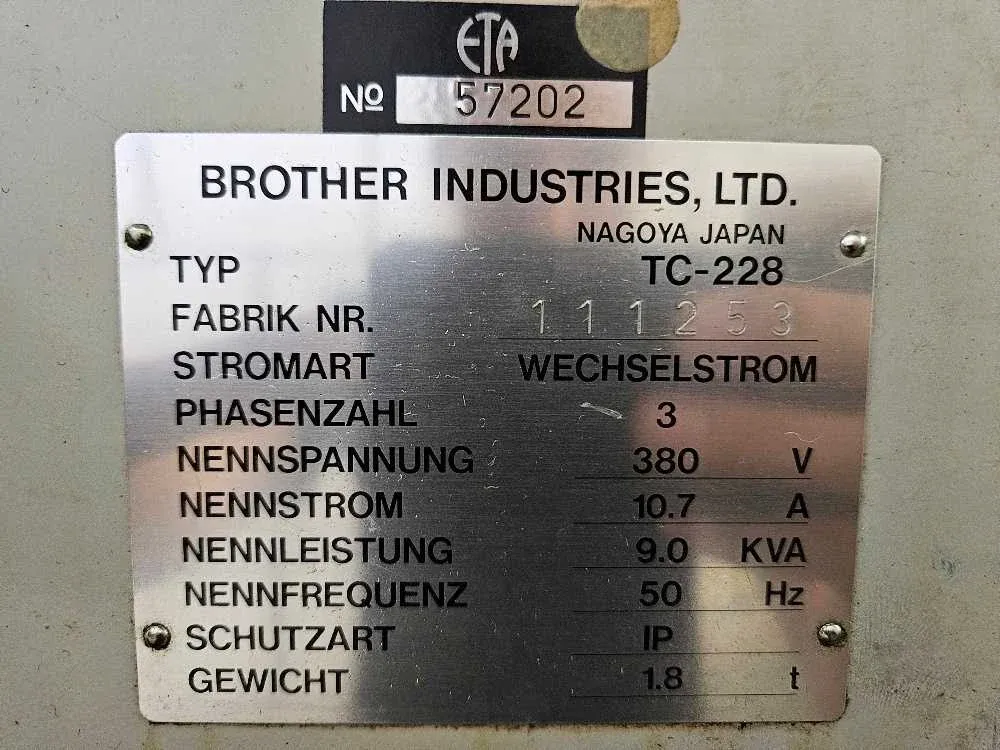 ETA
Nº 57202
BROTHER INDUSTRIES, LTD.
NAGOYA JAPAN
TYP TC-228
FABRIK NR. 111253
STROMART WECHSELSTROM
PHASENZAHL 3
NENNSPANNUNG 380 V
NENNSTROM 10.7 A
NENNLEISTUNG 9.0 KVA
NENNFREQUENZ 50 Hz
SCHUTZART IP
GEWICHT 1.8 t